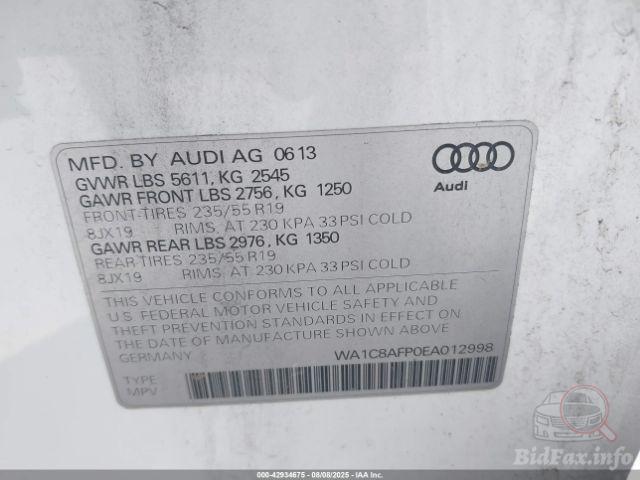 MFD. BY AUDI AG 0613
GVWR LBS 5611, KG 2545
GAWR FRONT LBS 2756, KG 1250
FRONT-TIRES 235/55 R19
8JX19 RIMS, AT 230 KPA 33 PSI COLD
GAWR REAR LBS 2976, KG 1350
REAR-TIRES 235/55 R19
8JX19 RIMS, AT 230 KPA 33 PSI COLD
THIS VEHICLE CONFORMS TO ALL APPLICABLE
U.S. FEDERAL MOTOR VEHICLE SAFETY AND
THEFT PREVENTION STANDARDS IN EFFECT ON
THE DATE OF MANUFACTURE SHOWN ABOVE.
GERMANY WA1C8AFP0EA012998
TYPE:
MPV
Audi
BidFax.info
000-42934675 - 08/08/2025 - IAA Inc.